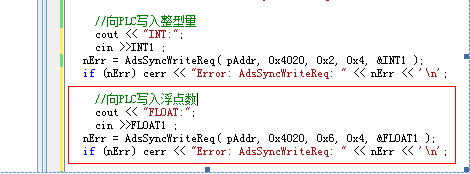 //向PLC写入整型量
cout << "INT:";
cin >>INT1 ;
nErr = AdsSyncWriteReq( pAddr, 0x4020, 0x2, 0x4, &INT1 );
if (nErr) cerr << "Error: AdsSyncWriteReq: " << nErr << '\n';
//向PLC写入浮点数
cout << "FLOAT:";
cin >>FLOAT1 ;
nErr = AdsSyncWriteReq( pAddr, 0x4020, 0x6, 0x4, &FLOAT1 );
if (nErr) cerr << "Error: AdsSyncWriteReq: " << nErr << '\n';